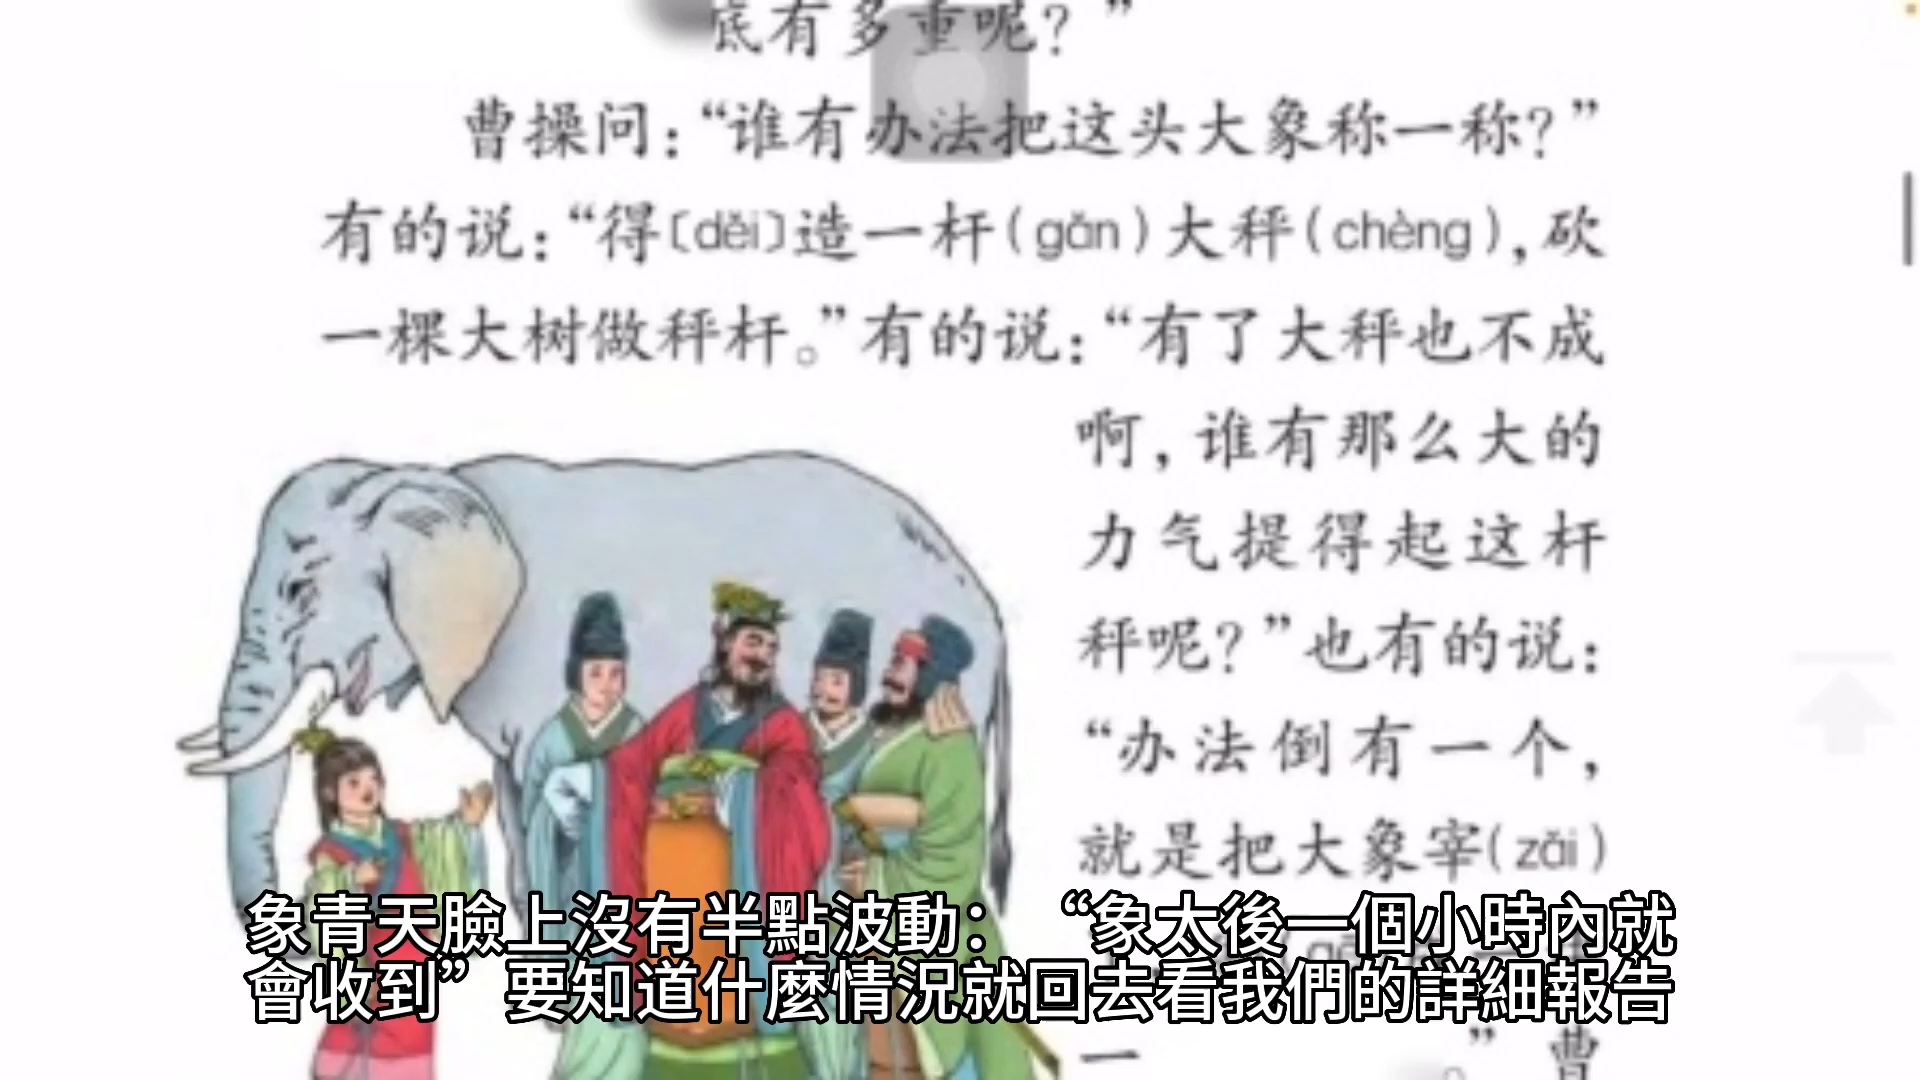 底有多重呢？”
曹操问：“谁有办法把这头大象称一称？”
有的说：“得〔děi〕造一杆(gǎn)大秤(chèng)，砍
一棵大树做秤杆。”有的说：“有了大秤也不成
啊，谁有那么大的
力气提得起这杆
秤呢？”也有的说：
“办法倒有一个，
就是把大象宰(zǎi)
象青天臉上沒有半點波動：“象太後一個小時內就
會收到”要知道什麼情況就回去看我們的詳細報告
一 。”曹